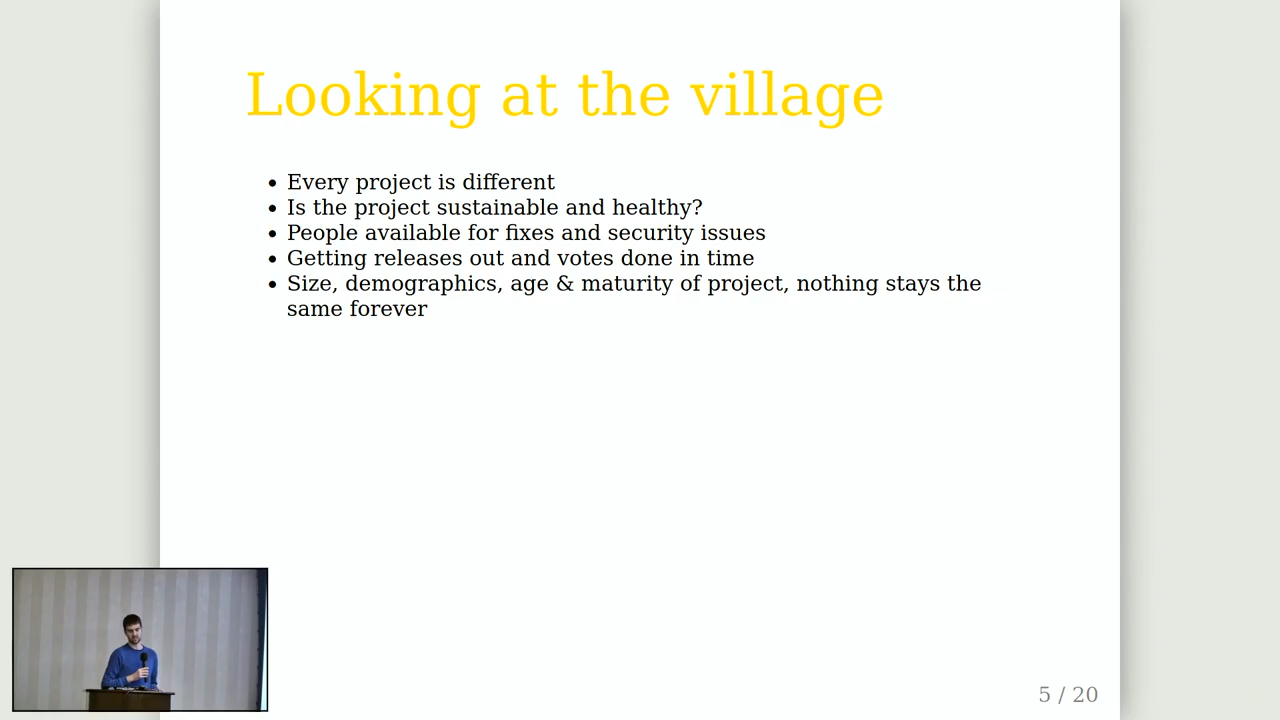 Looking at the village
Every project is different
Is the project sustainable and healthy?
People available for fixes and security issues
Getting releases out and votes done in time
Size, demographics, age & maturity of project, nothing stays the
same forever
5 / 20